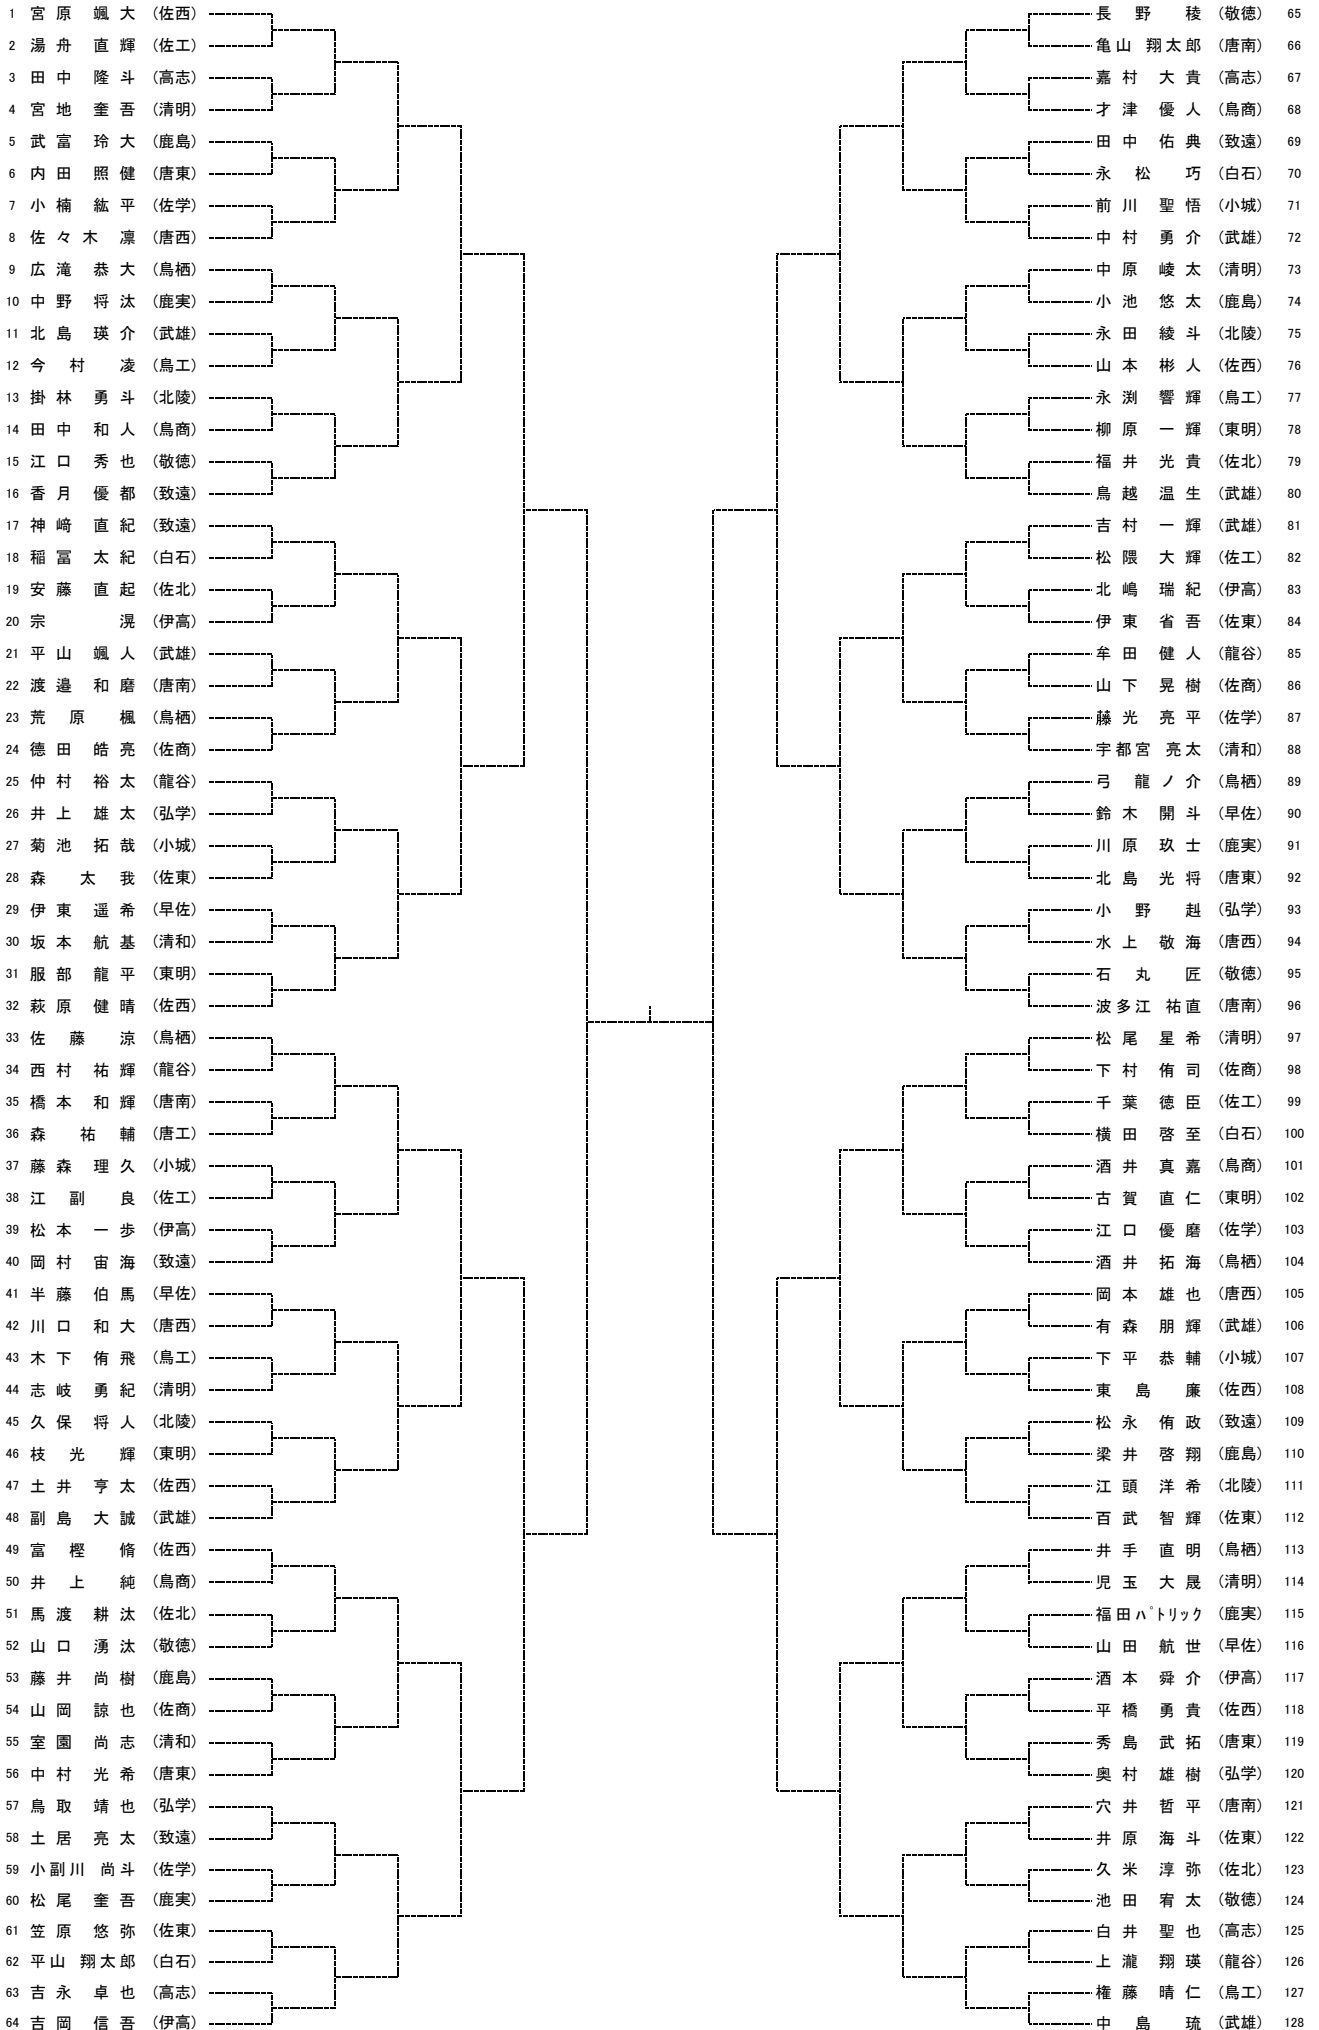 1 宮原 颯大 (佐西)
2 湯舟 直輝 (佐工)
3 田中 隆斗 (高志)
4 宮地 奎吾 (清明)
5 武富 玲大 (鹿島)
6 内田 照健 (唐東)
7 小楠 紘平 (佐学)
8 佐々木 凛 (唐西)
9 広滝 恭大 (鳥栖)
10 中野 将汰 (鹿実)
11 北島 瑛介 (武雄)
12 今村 凌 (鳥工)
13 掛林 勇斗 (北陵)
14 田中 和人 (鳥商)
15 江口 秀也 (敬徳)
16 香月 優都 (致遠)
17 神﨑 直紀 (致遠)
18 稲冨 太紀 (白石)
19 安藤 直起 (佐北)
20 宗 滉 (伊高)
21 平山 颯人 (武雄)
22 渡邉 和磨 (唐南)
23 荒原 楓 (鳥栖)
24 德田 皓亮 (佐商)
25 仲村 裕太 (龍谷)
26 井上 雄太 (弘学)
27 菊池 拓哉 (小城)
28 森 太我 (佐東)
29 伊東 遥希 (早佐)
30 坂本 航基 (清和)
31 服部 龍平 (東明)
32 萩原 健晴 (佐西)
33 佐藤 涼 (鳥栖)
34 西村 祐輝 (龍谷)
35 橋本 和輝 (唐南)
36 森 祐輔 (唐工)
37 藤森 理久 (小城)
38 江副 良 (佐工)
39 松本 一歩 (伊高)
40 岡村 宙海 (致遠)
41 半藤 伯馬 (早佐)
42 川口 和大 (唐西)
43 木下 侑飛 (鳥工)
44 志岐 勇紀 (清明)
45 久保 将人 (北陵)
46 枝光 輝 (東明)
47 土井 亨太 (佐西)
48 副島 大誠 (武雄)
49 富樫 脩 (佐西)
50 井上 純 (鳥商)
51 馬渡 耕汰 (佐北)
52 山口 湧汰 (敬徳)
53 藤井 尚樹 (鹿島)
54 山岡 諒也 (佐商)
55 室園 尚志 (清和)
56 中村 光希 (唐東)
57 鳥取 靖也 (弘学)
58 土居 亮太 (致遠)
59 小副川 尚斗 (佐学)
60 松尾 奎吾 (鹿実)
61 笠原 悠弥 (佐東)
62 平山 翔太郎 (白石)
63 吉永 卓也 (高志)
64 吉岡 信吾 (伊高)
長野 稜 (敬徳) 65
亀山 翔太郎 (唐南) 66
嘉村 大貴 (高志) 67
才津 優人 (鳥商) 68
田中 佑典 (致遠) 69
永松 巧 (白石) 70
前川 聖悟 (小城) 71
中村 勇介 (武雄) 72
中原 崚太 (清明) 73
小池 悠太 (鹿島) 74
永田 綾斗 (北陵) 75
山本 彬人 (佐西) 76
永渕 響輝 (鳥工) 77
柳原 一輝 (東明) 78
福井 光貴 (佐北) 79
鳥越 温生 (武雄) 80
吉村 一輝 (武雄) 81
松隈 大輝 (佐工) 82
北嶋 瑞紀 (伊高) 83
伊東 省吾 (佐東) 84
牟田 健人 (龍谷) 85
山下 晃樹 (佐商) 86
藤光 亮平 (佐学) 87
宇都宮 亮太 (清和) 88
弓 龍ノ介 (鳥栖) 89
鈴木 開斗 (早佐) 90
川原 玖士 (鹿実) 91
北島 光将 (唐東) 92
小野 赳 (弘学) 93
水上 敬海 (唐西) 94
石丸 匠 (敬徳) 95
波多江 祐直 (唐南) 96
松尾 星希 (清明) 97
下村 侑司 (佐商) 98
千葉 徳臣 (佐工) 99
横田 啓至 (白石) 100
酒井 真嘉 (鳥商) 101
古賀 直仁 (東明) 102
江口 優磨 (佐学) 103
酒井 拓海 (鳥栖) 104
岡本 雄也 (唐西) 105
有森 朋輝 (武雄) 106
下平 恭輔 (小城) 107
東島 廉 (佐西) 108
松永 侑政 (致遠) 109
梁井 啓翔 (鹿島) 110
江頭 洋希 (北陵) 111
百武 智輝 (佐東) 112
井手 直明 (鳥栖) 113
児玉 大晟 (清明) 114
福田 パトリック (鹿実) 115
山田 航世 (早佐) 116
酒本 舜介 (伊高) 117
平橋 勇貴 (佐西) 118
秀島 武拓 (唐東) 119
奥村 雄樹 (弘学) 120
穴井 哲平 (唐南) 121
井原 海斗 (佐東) 122
久米 淳弥 (佐北) 123
池田 宥太 (敬徳) 124
白井 聖也 (高志) 125
上瀧 翔瑛 (龍谷) 126
権藤 晴仁 (鳥工) 127
中島 琉 (武雄) 128